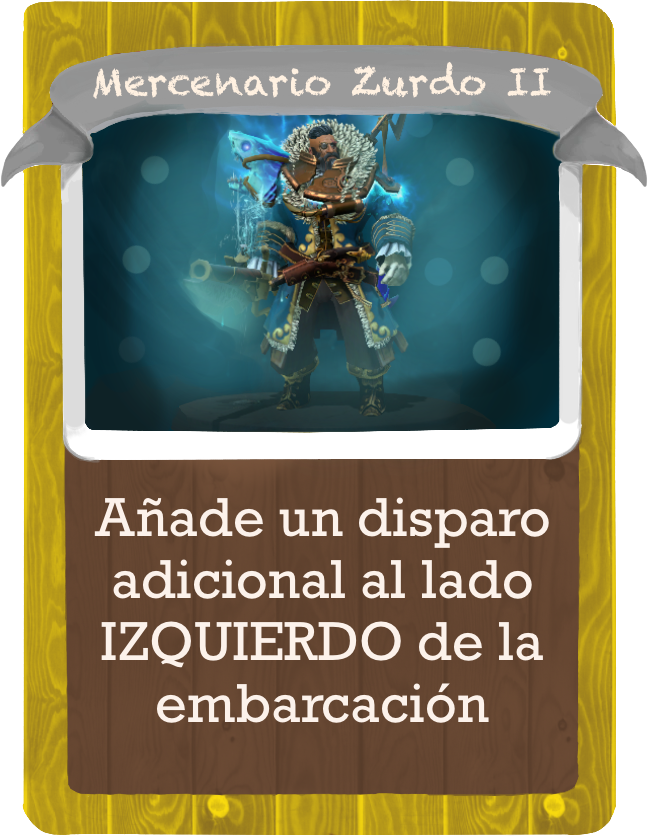 Mercenario Zurdo II
Añade un disparo
adicional al lado
IZQUIERDO de la
embarcación